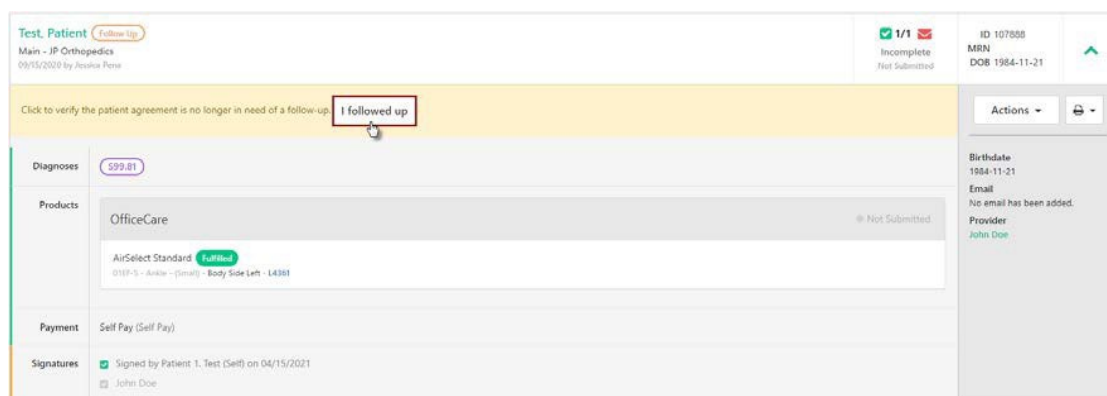 Test, Patient Follow Up
1/1
ID 107888
Main - JP Orthopedics
Incomplete
MRN
09/15/2020 by Jessica Pena
Not Submitted
DOB 1984-11-21
Click to verify the patient agreement is no longer in need of a follow-up. I followed up
Actions
Diagnoses
S99.81
Products
OfficeCare
Not Submitted
AirSelect Standard Fulfilled
01EF-S - Ankle - (Small) - Body Side Left - L4361
Payment
Self Pay (Self Pay)
Signatures
Signed by Patient 1. Test (Self) on 04/15/2021
John Doe
Birthdate
1984-11-21
Email
No email has been added.
Provider
John Doe